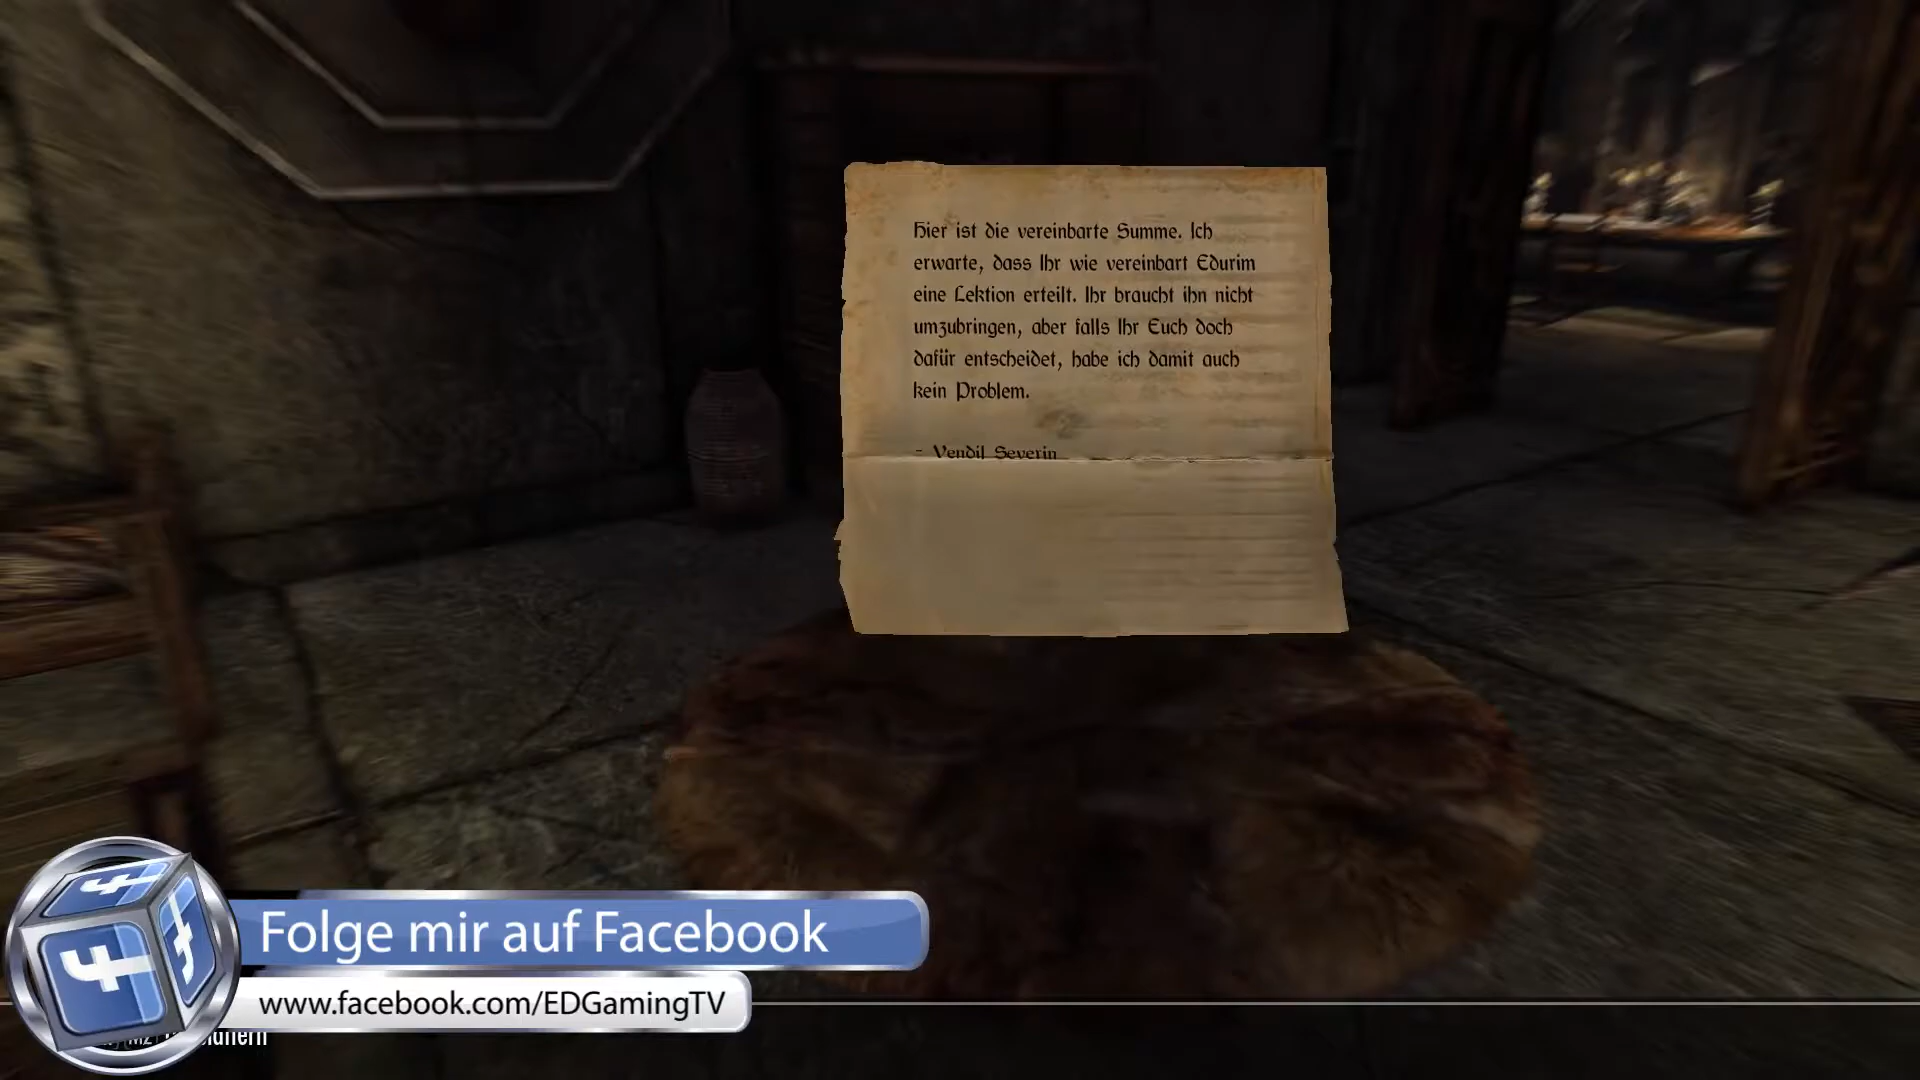 Hier ist die vereinbarte Summe. Ich
erwarte, dass Ihr wie vereinbart Edurim
eine Lektion erteilt. Ihr braucht ihn nicht
umzubringen, aber falls Ihr Euch doch
dafür entscheidet, habe ich damit auch
kein Problem.
- Vendil Severin
Folge mir auf Facebook
www.facebook.com/EDGamingTV